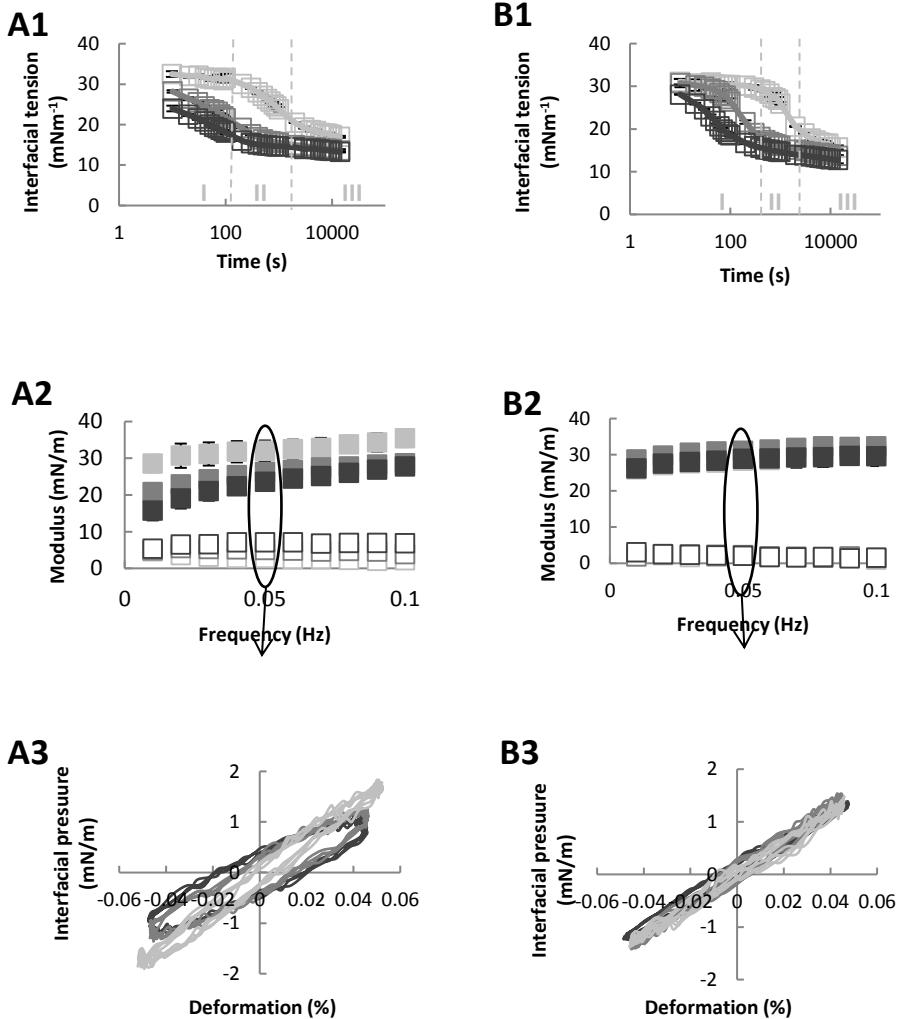 A1
Interfacial tension
(mNm⁻¹)
40
30
20
10
0
I
II
III
1
100
10000
Time (s)
B1
Interfacial tension
(mNm⁻¹)
40
30
20
10
0
I
II
III
1
100
10000
Time (s)
A2
Modulus (mN/m)
40
30
20
10
0
0
0.05
0.1
Frequency (Hz)
B2
Modulus (mN/m)
40
30
20
10
0
0
0.05
0.1
Frequency (Hz)
A3
Interfacial pressuure
(mN/m)
2
1
0
-1
-2
-0.06
-0.04
-0.02
0
0.02
0.04
0.06
Deformation (%)
B3
Interfacial pressure
(mN/m)
2
1
0
-1
-2
-0.06
-0.04
-0.02
0
0.02
0.04
0.06
Deformation (%)